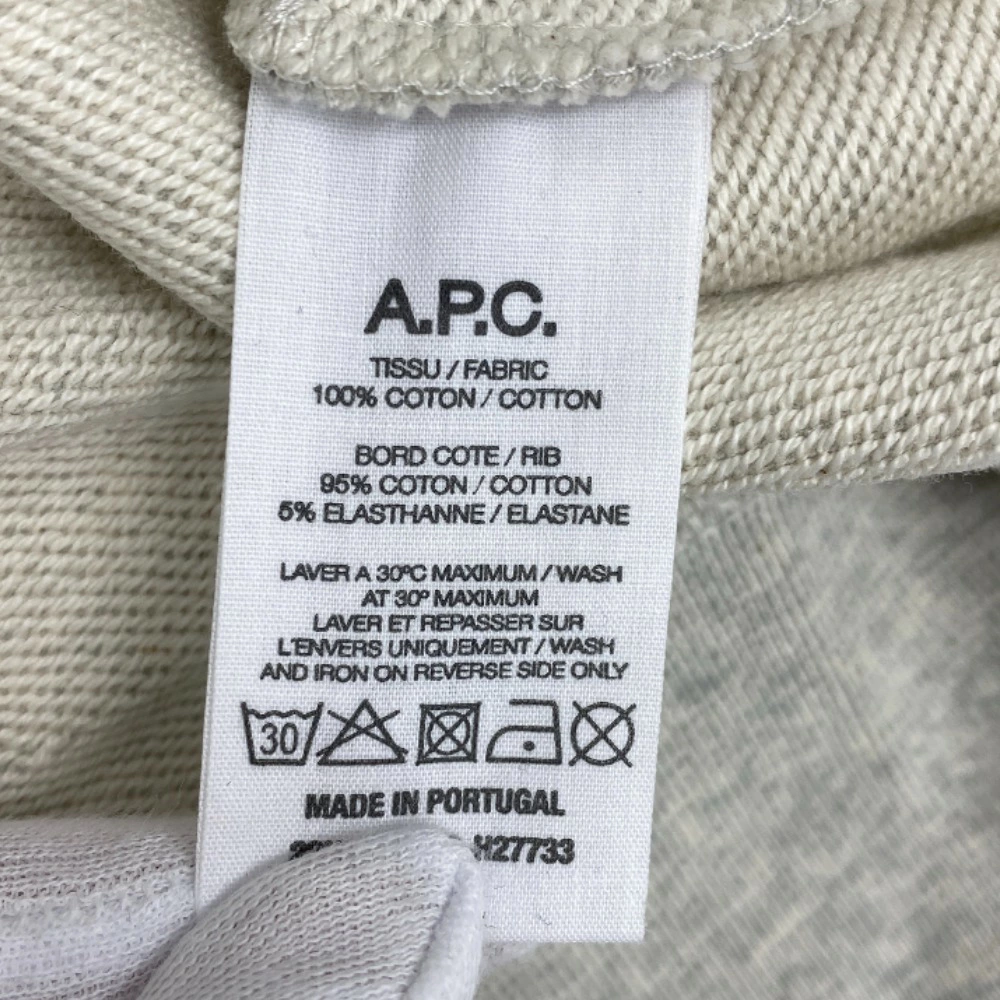 A.P.C.
TISSU / FABRIC
100% COTON / COTTON
BORD COTE / RIB
95% COTON / COTTON
5% ELASTHANNE / ELASTANE
LAVER A 30°C MAXIMUM / WASH
AT 30° MAXIMUM
LAVER ET REPASSER SUR
L'ENVERS UNIQUEMENT / WASH
AND IRON ON REVERSE SIDE ONLY
30
MADE IN PORTUGAL
H27733